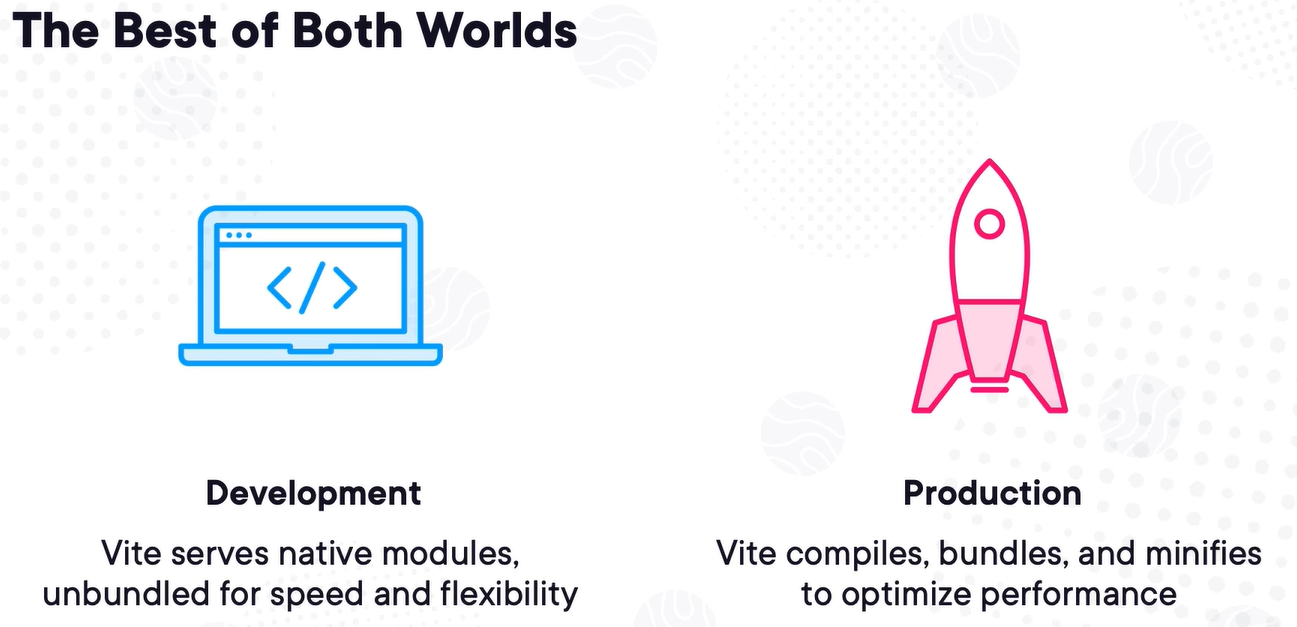 The Best of Both Worlds
</>
Development
Vite serves native modules,
unbundled for speed and flexibility
Production
Vite compiles, bundles, and minifies
to optimize performance